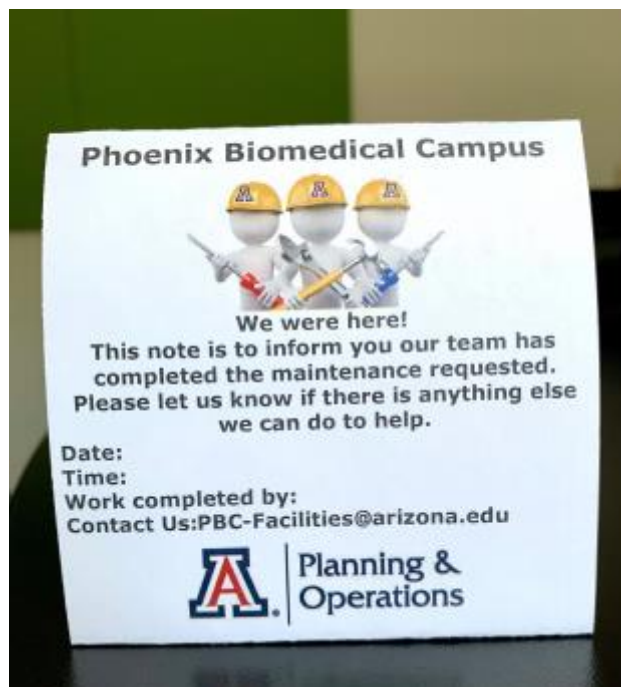 Phoenix Biomedical Campus
A A A
We were here!
This note is to inform you our team has
completed the maintenance requested.
Please let us know if there is anything else
we can do to help.
Date:
Time:
Work completed by:
Contact Us:PBC-Facilities@arizona.edu
A. Planning &
Operations